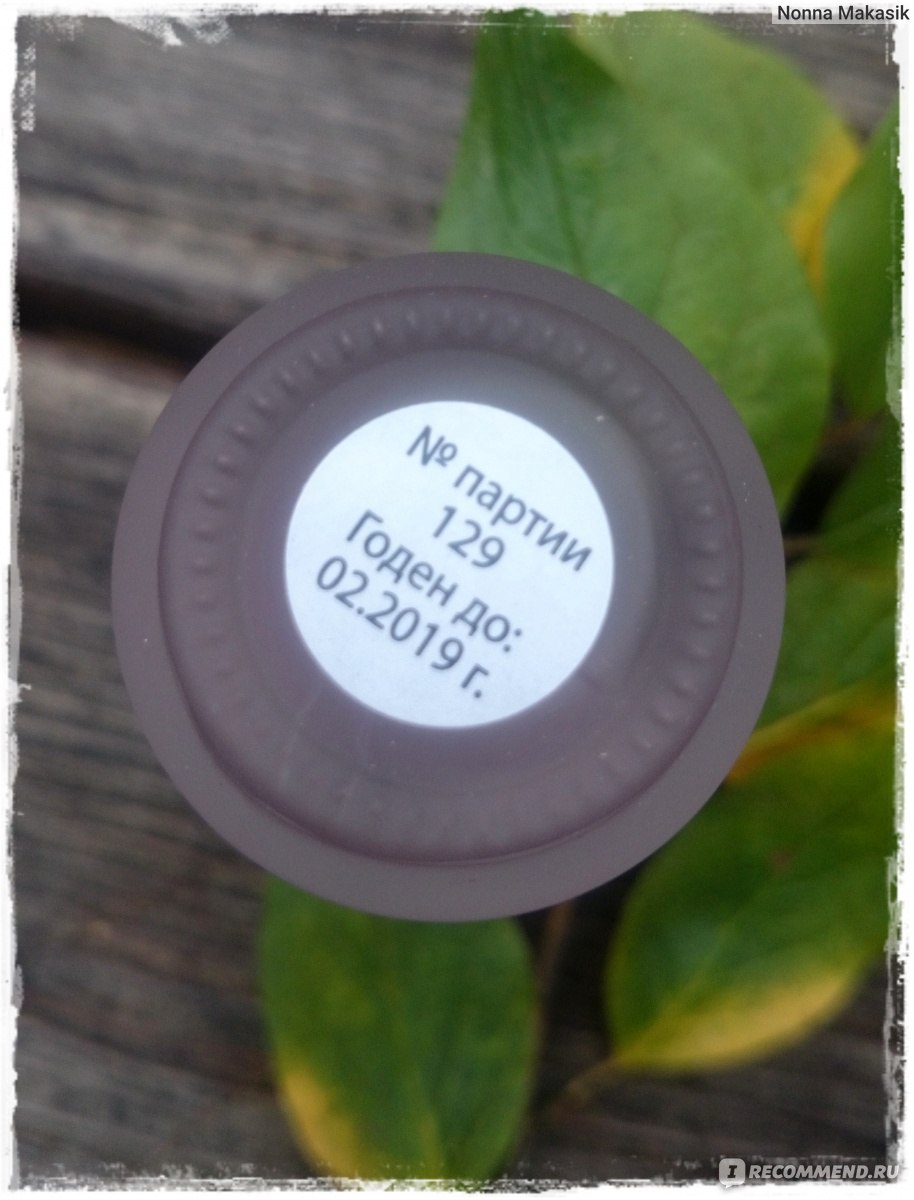 Nonna Makasik
№ партии
129
Годен до:
02.2019 г.
I RECOMMEND.RU